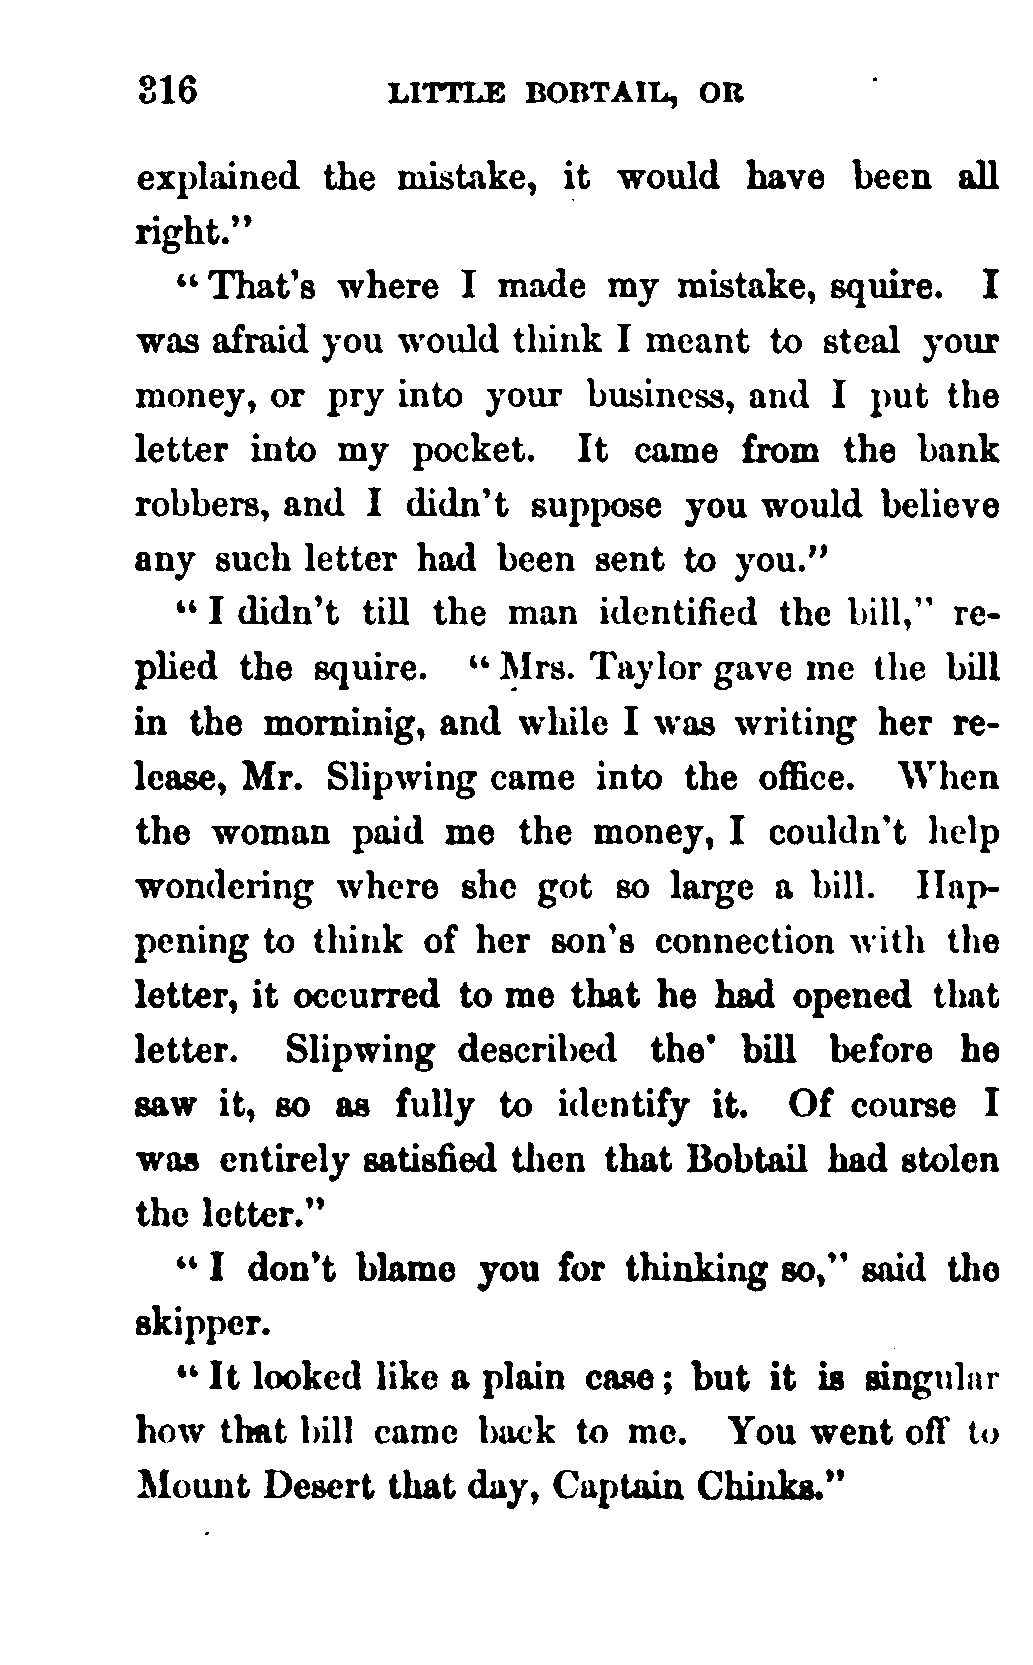 316 LITTLE BOBTAIL, OR
explained the mistake, it would have been all
right."
"That's where I made my mistake, squire. I
was afraid you would think I meant to steal your
money, or pry into your business, and I put the
letter into my pocket. It came from the bank
robbers, and I didn't suppose you would believe
any such letter had been sent to you."
"I didn't till the man identified the bill," re-
plied the squire. "Mrs. Taylor gave me the bill
in the morninig, and while I was writing her re-
lease, Mr. Slipwing came into the office. When
the woman paid me the money, I couldn't help
wondering where she got so large a bill. Hap-
pening to think of her son's connection with the
letter, it occurred to me that he had opened that
letter. Slipwing described the bill before he
saw it, so as fully to identify it. Of course I
was entirely satisfied then that Bobtail had stolen
the letter."
"I don't blame you for thinking so," said the
skipper.
"It looked like a plain case; but it is singular
how that bill came back to me. You went off to
Mount Desert that day, Captain Chinks."